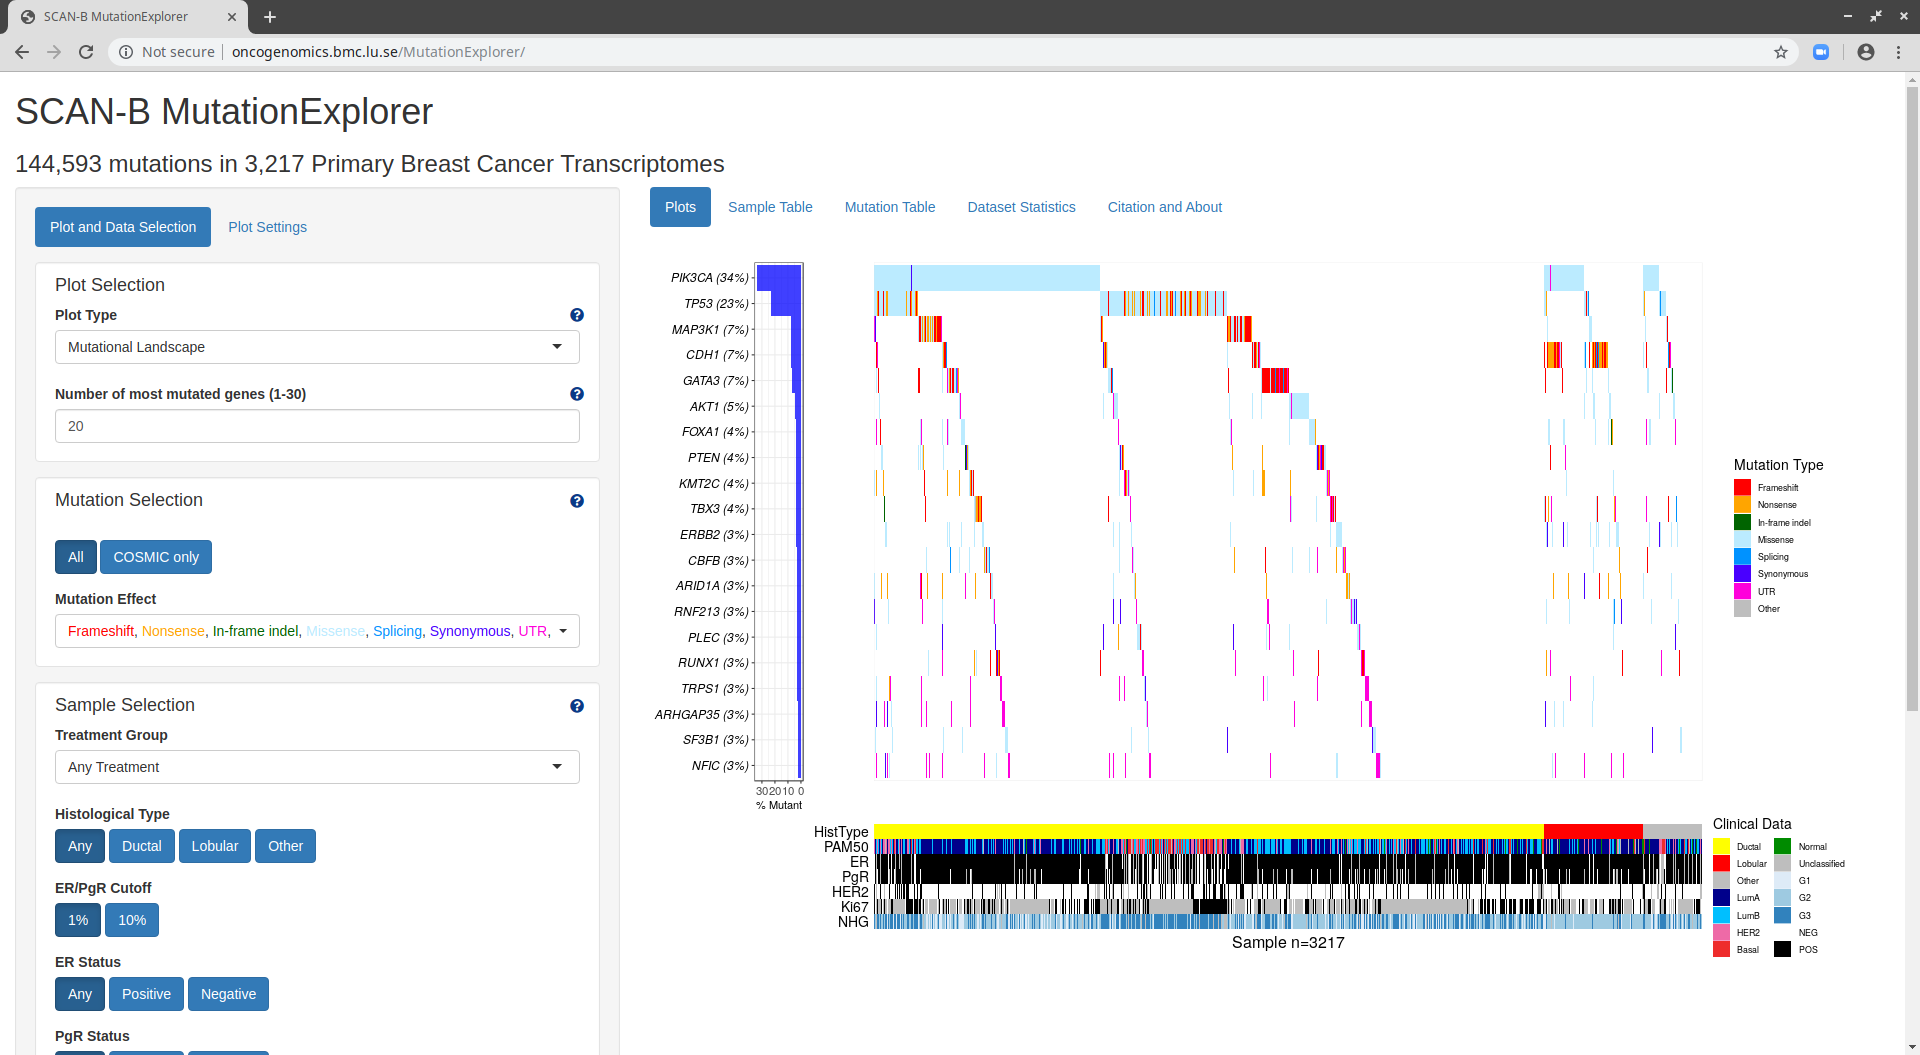 SCAN-B MutationExplorer
Not secure
oncogenomics.bmc.lu.se/MutationExplorer/
SCAN-B MutationExplorer
144,593 mutations in 3,217 Primary Breast Cancer Transcriptomes
Plot and Data Selection
Plot Settings
Plot Selection
Plot Type
Mutational Landscape
Number of most mutated genes (1-30)
20
Mutation Selection
All
COSMIC only
Mutation Effect
Frameshift, Nonsense, In-frame indel, Missense, Splicing, Synonymous, UTR,
Sample Selection
Treatment Group
Any Treatment
Histological Type
Any
Ductal
Lobular
Other
ER/PgR Cutoff
1%
10%
ER Status
Any
Positive
Negative
PgR Status
Plots
Sample Table
Mutation Table
Dataset Statistics
Citation and About
PIK3CA (34%)
TP53 (23%)
MAP3K1 (7%)
CDH1 (7%)
GATA3 (7%)
AKT1 (5%)
FOXA1 (4%)
PTEN (4%)
KMT2C (4%)
TBX3 (4%)
ERBB2 (3%)
CBFB (3%)
ARID1A (3%)
RNF213 (3%)
PLEC (3%)
RUNX1 (3%)
TRPS1 (3%)
ARHGAP35 (3%)
SF3B1 (3%)
NFIC (3%)
30 20 10 0
% Mutant
HistType
PAM50
ER
PgR
HER2
Ki67
NHG
Sample n=3217
Mutation Type
Frameshift
Nonsense
In-frame indel
Missense
Splicing
Synonymous
UTR
Other
Clinical Data
Ductal
Lobular
Other
LumA
LumB
HER2
Basal
Normal
Unclassified
G1
G2
G3
NEG
POS